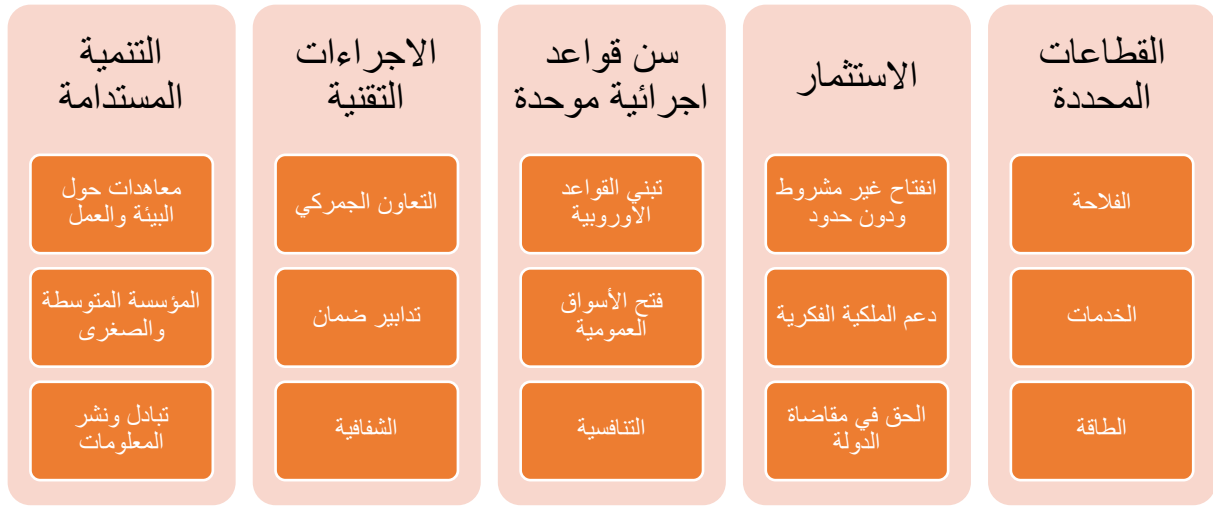 القطاعات
المحددة
الفلاحة
الخدمات
الطاقة
الاستثمار
انفتاح غير مشروط
ودون حدود
دعم الملكية الفكرية
الحق في مقاضاة
الدولة
سن قواعد
اجرائية موحدة
تبني القواعد
الاوروبية
فتح الأسواق
العمومية
التنافسية
الاجراءات
التقنية
التعاون الجمركي
تدابير ضمان
الشفافية
التنمية
المستدامة
معاهدات حول
البيئة والعمل
المؤسسة المتوسطة
والصغرى
تبادل ونشر
المعلومات